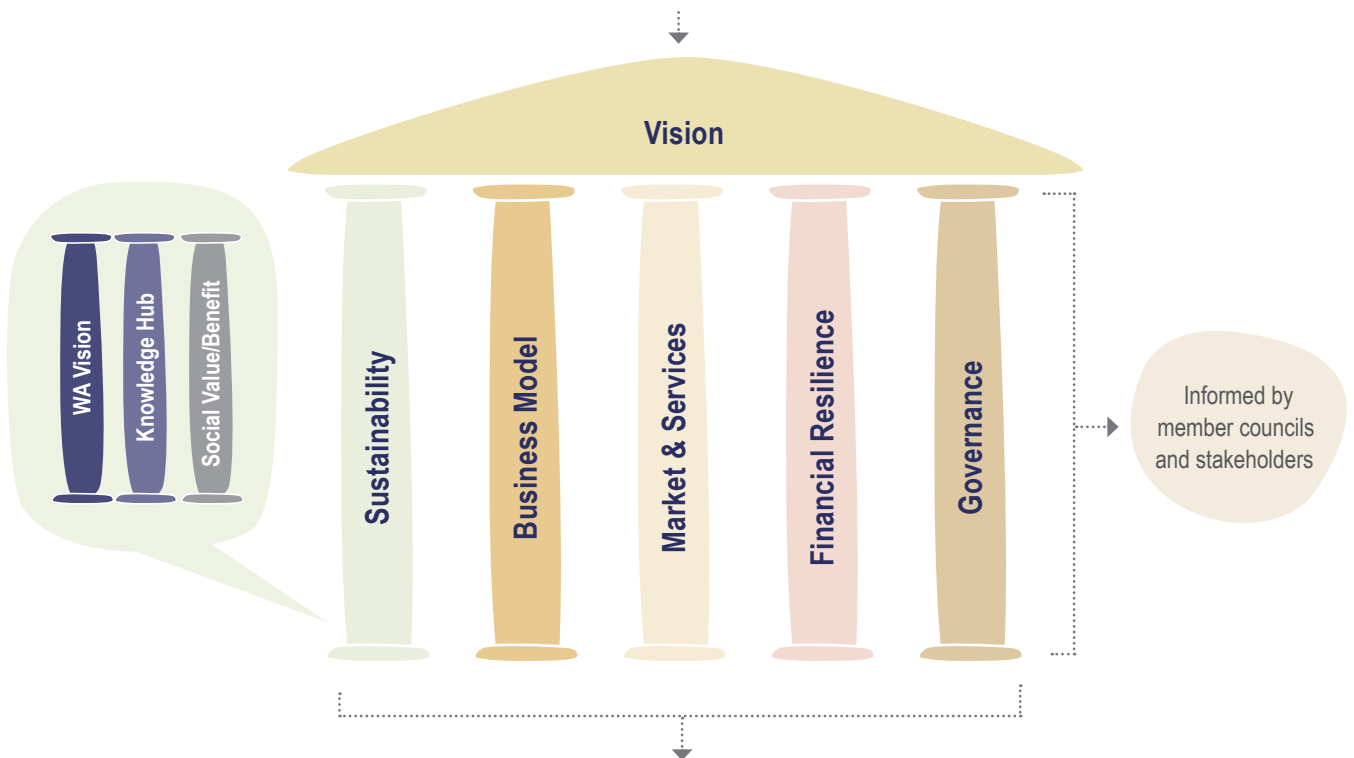 Vision
WA Vision
Knowledge Hub
Social Value/Benefit
Sustainability
Business Model
Market & Services
Financial Resilience
Governance
Informed by
member councils
and stakeholders